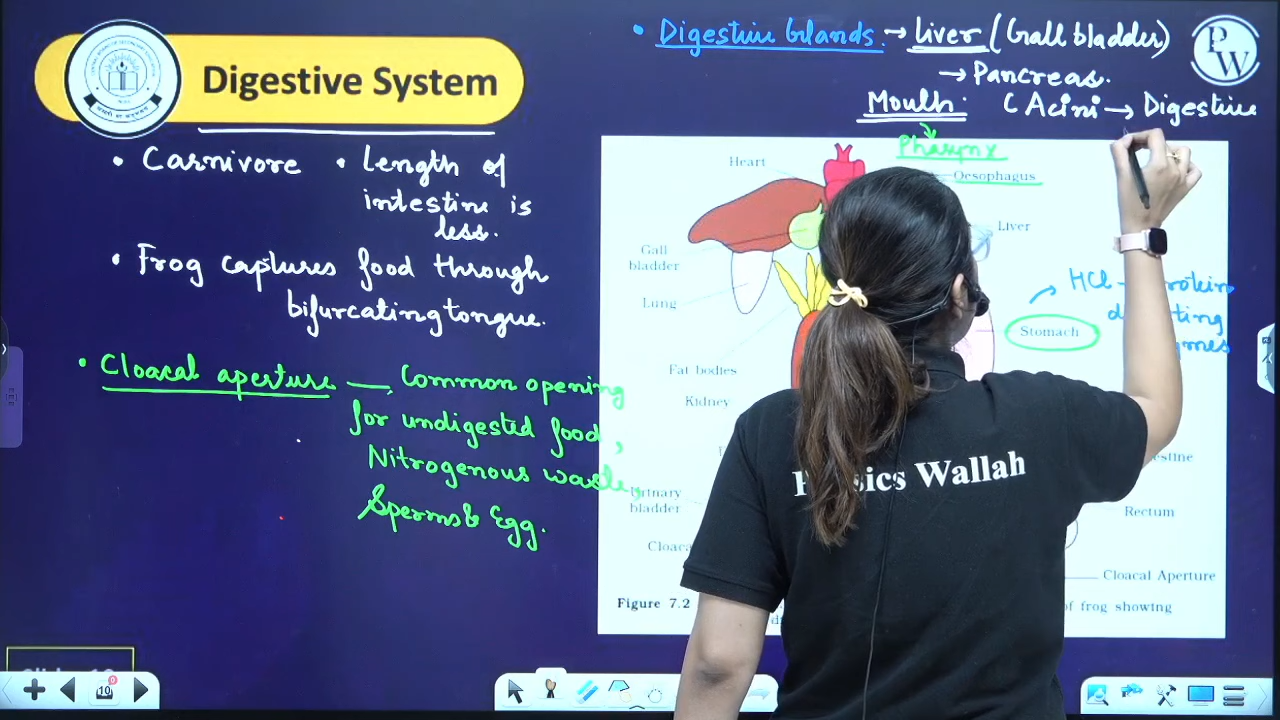 Digestive System
• Digestive Glands → Liver (Gall bladder)
→ Pancreas.
( Acini → Digestive
PW
• Carnivore
• Length of
intestine is
less.
• Frog captures food through
bifurcating tongue.
• Cloacal aperture — Common opening
for undigested food,
Nitrogenous waste,
Sperms & Egg.
Mouth
Pharynx
Heart
Oesophagus
Liver
Gall
bladder
Lung
HCl
Stomach
Fat bodies
Kidney
Rectum
bladder
Cloacal Aperture
Figure 7.2
of frog showing
Physics Wallah
10